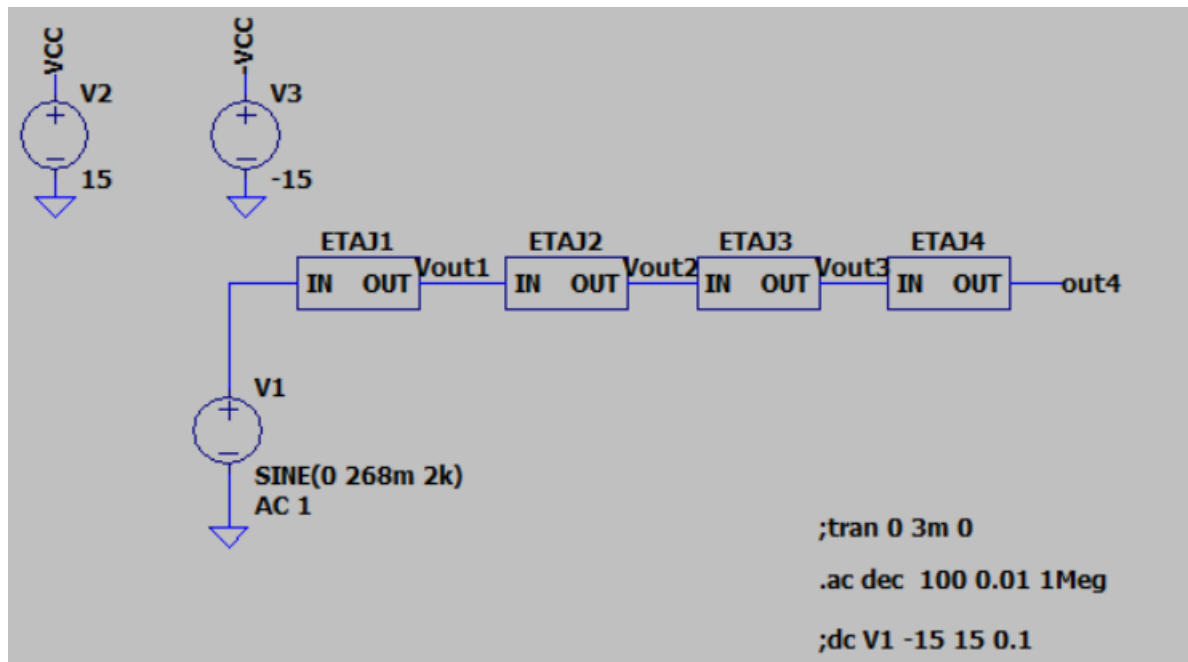 VCC
-VCC
V2
V3
15
-15
ETAJ1
ETAJ2
ETAJ3
ETAJ4
IN OUT
Vout1
IN OUT
Vout2
IN OUT
Vout3
IN OUT
out4
V1
SINE(0 268m 2k)
AC 1
;tran 0 3m 0
.ac dec 100 0.01 1Meg
;dc V1 -15 15 0.1